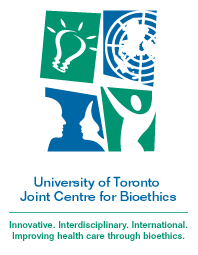 University of Toronto
Joint Centre for Bioethics
Innovative. Interdisciplinary. International.
Improving health care through bioethics.